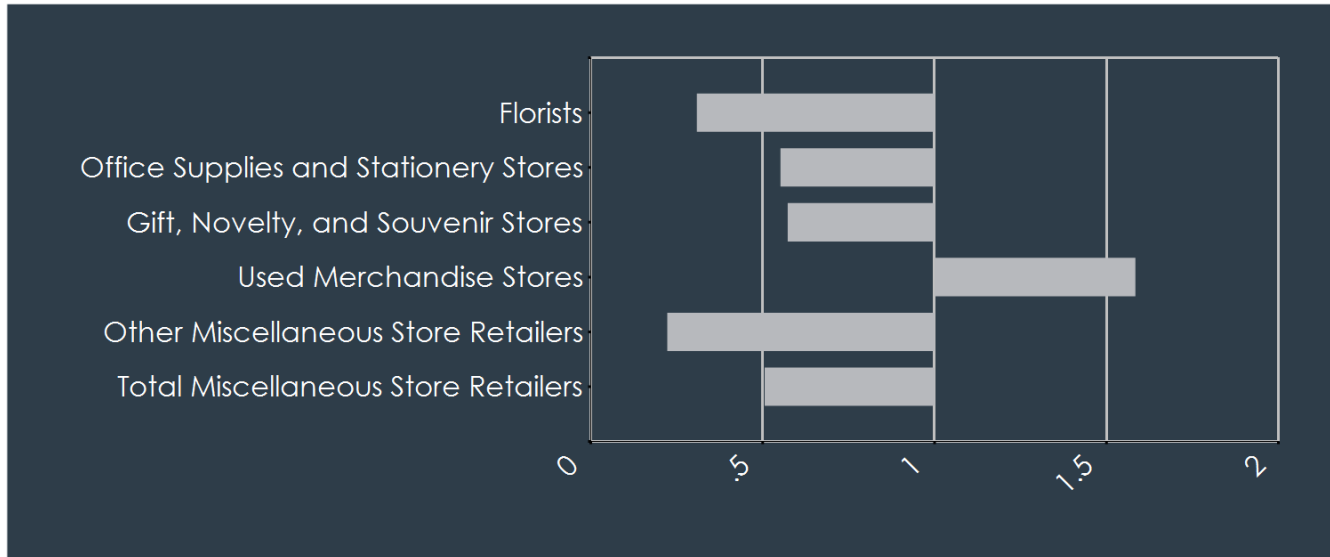 Florists
Office Supplies and Stationery Stores
Gift, Novelty, and Souvenir Stores
Used Merchandise Stores
Other Miscellaneous Store Retailers
Total Miscellaneous Store Retailers
0 .5 1 1.5 2